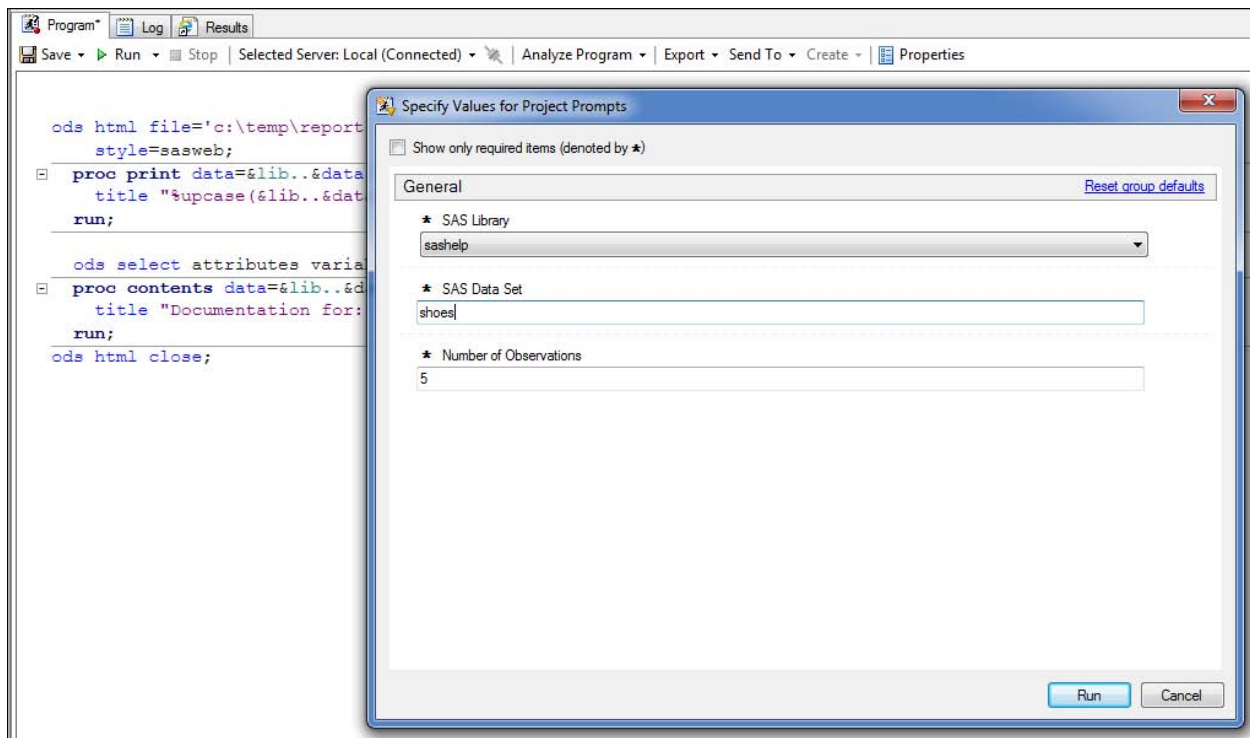 Program* Log Results
Save Run Stop Selected Server: Local (Connected) Analyze Program Export Send To Create Properties
Specify Values for Project Prompts
Show only required items (denoted by ★)
General Reset group defaults
★ SAS Library
sashelp
★ SAS Data Set
shoes
★ Number of Observations
5
Run Cancel
ods html file='c:\temp\report
style=sasweb;
proc print data=&lib..&data
title "%upcase(&lib..&dat
run;
ods select attributes varia
proc contents data=&lib..&d
title "Documentation for:
run;
ods html close;